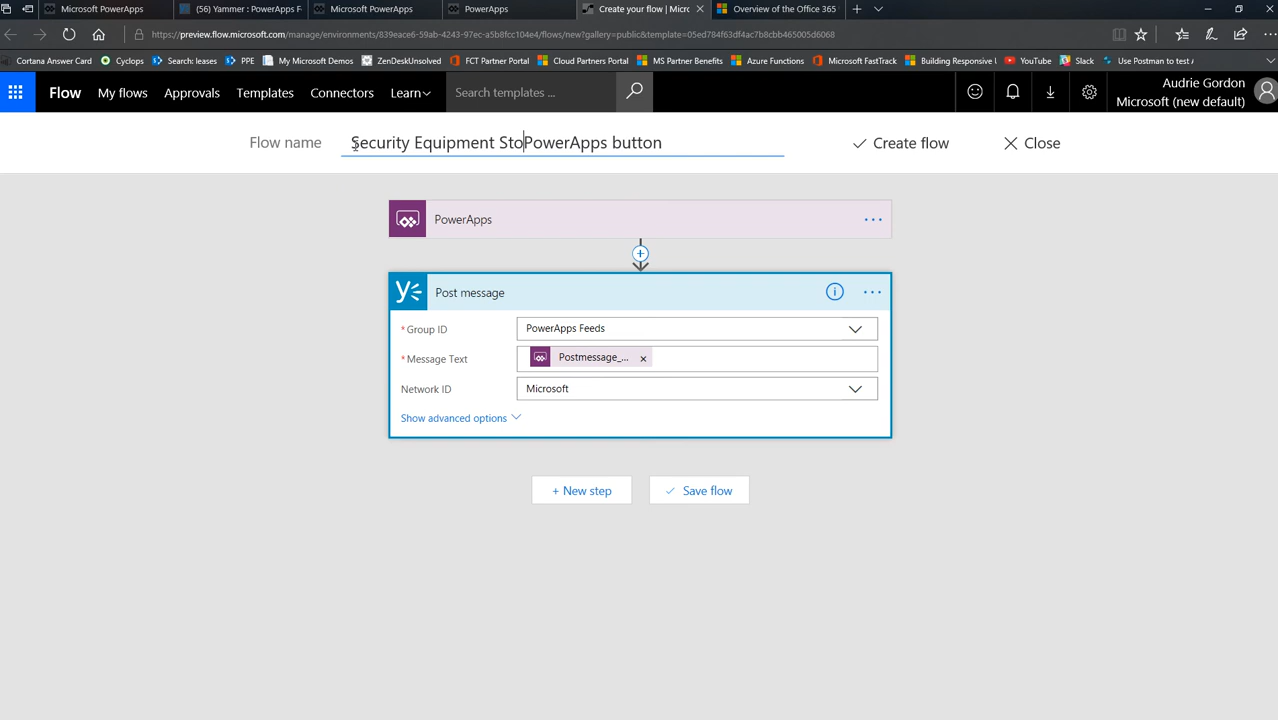 Microsoft PowerApps
(56) Yammer : PowerApps F
Microsoft PowerApps
PowerApps
Create your flow | Micro
Overview of the Office 365
https://preview.flow.microsoft.com/manage/environments/839eace6-59ab-4243-97ec-a5b8fcc104e4/flows/new?gallery=public&template=05ed784f63df4ac7b8cbb465005d6068
Cortana Answer Card
Cyclops
Search: leases
PPE
My Microsoft Demos
ZenDeskUnsolved
FCT Partner Portal
Cloud Partners Portal
MS Partner Benefits
Azure Functions
Microsoft FastTrack
Building Responsive l
YouTube
Slack
Use Postman to test A
Flow
My flows
Approvals
Templates
Connectors
Learn
Search templates ...
Audrie Gordon
Microsoft (new default)
Flow name
Security Equipment StoPowerApps button
Create flow
Close
PowerApps
Post message
* Group ID
PowerApps Feeds
* Message Text
Postmessage_... x
Network ID
Microsoft
Show advanced options
+ New step
Save flow